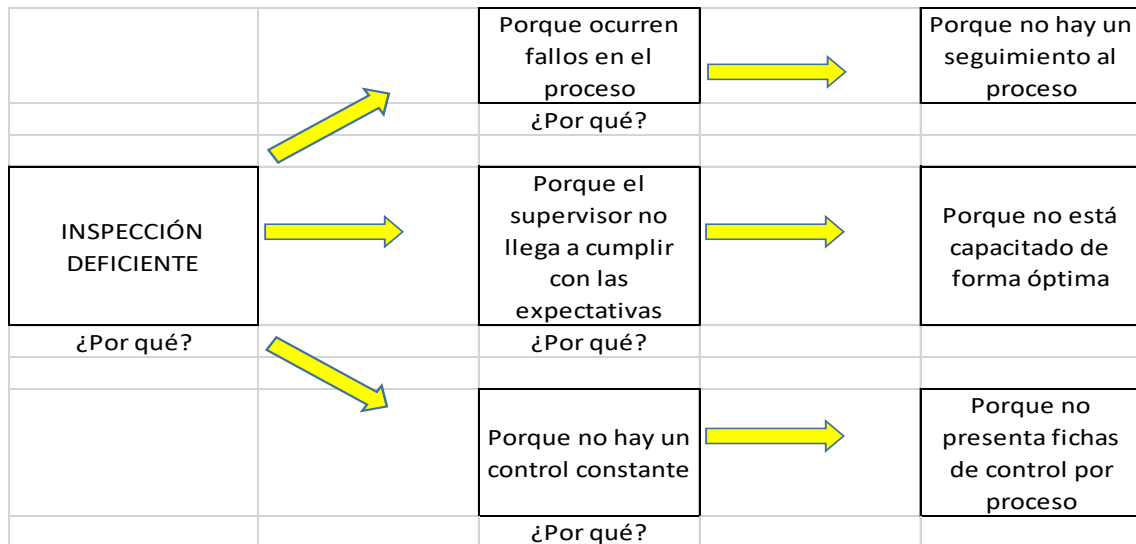 Porque ocurren
fallos en el
proceso
¿Por qué?
Porque no hay un
seguimiento al
proceso
INSPECCIÓN
DEFICIENTE
¿Por qué?
Porque el
supervisor no
llega a cumplir
con las
expectativas
¿Por qué?
Porque no está
capacitado de
forma óptima
Porque no hay un
control constante
¿Por qué?
Porque no
presenta fichas
de control por
proceso